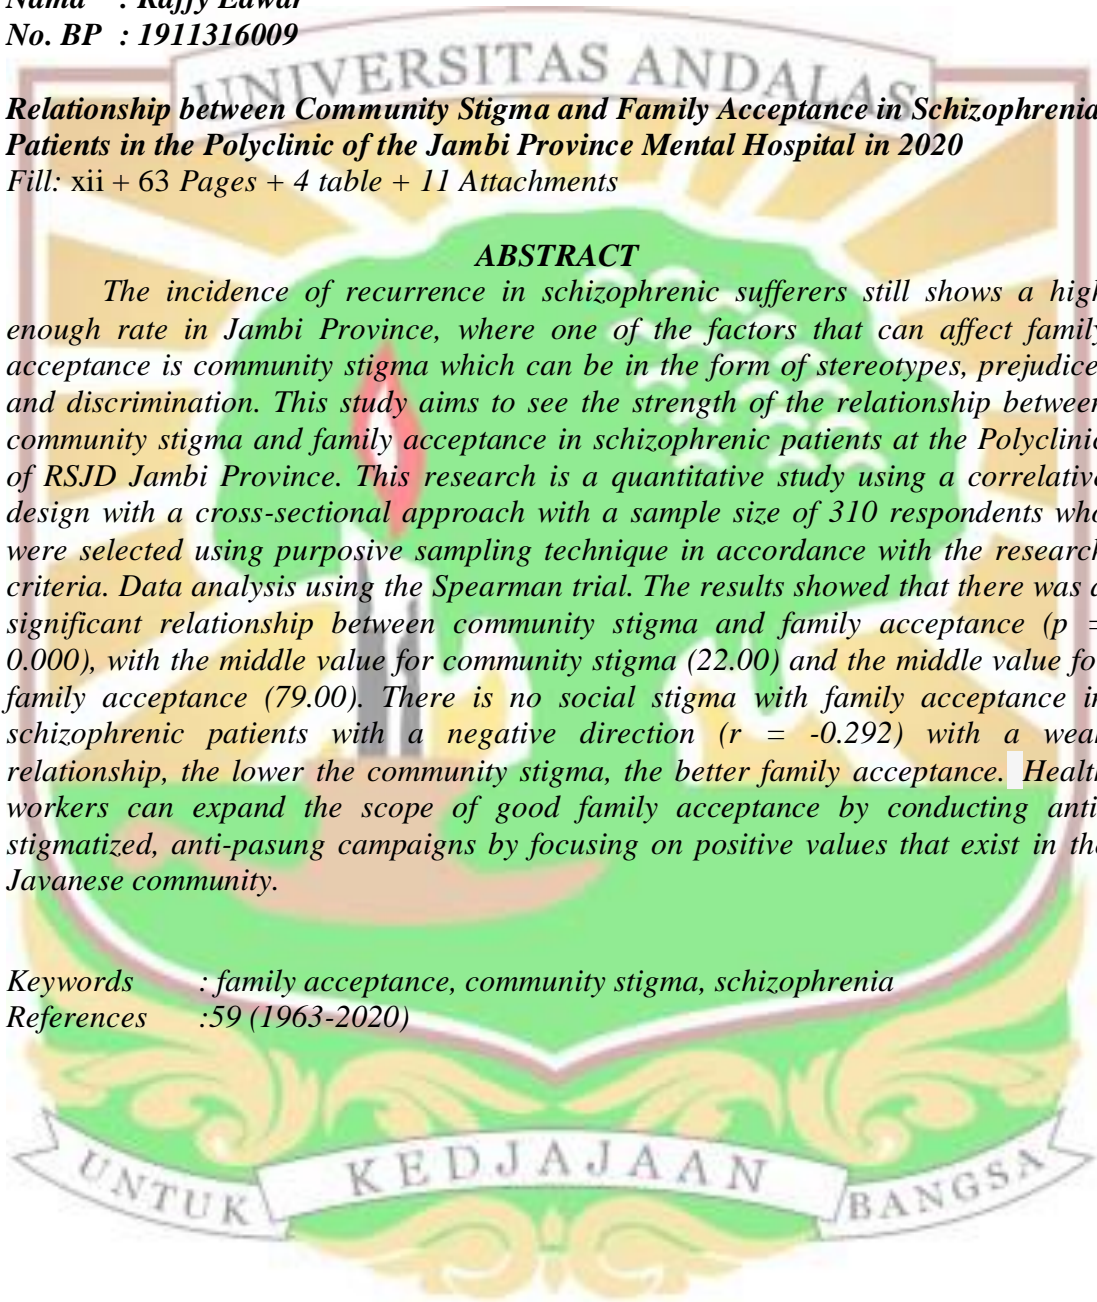 Nama : Raffy Edwar
No. BP : 1911316009
UNIVERSITAS ANDALAS
Relationship between Community Stigma and Family Acceptance in Schizophrenia
Patients in the Polyclinic of the Jambi Province Mental Hospital in 2020
Fill: xii + 63 Pages + 4 table + 11 Attachments
ABSTRACT
The incidence of recurrence in schizophrenic sufferers still shows a high
enough rate in Jambi Province, where one of the factors that can affect family
acceptance is community stigma which can be in the form of stereotypes, prejudice
and discrimination. This study aims to see the strength of the relationship between
community stigma and family acceptance in schizophrenic patients at the Polyclinic
of RSJD Jambi Province. This research is a quantitative study using a correlative
design with a cross-sectional approach with a sample size of 310 respondents who
were selected using purposive sampling technique in accordance with the research
criteria. Data analysis using the Spearman trial. The results showed that there was a
significant relationship between community stigma and family acceptance (p =
0.000), with the middle value for community stigma (22.00) and the middle value for
family acceptance (79.00). There is no social stigma with family acceptance in
schizophrenic patients with a negative direction (r = -0.292) with a weak
relationship, the lower the community stigma, the better family acceptance. Health
workers can expand the scope of good family acceptance by conducting anti-
stigmatized, anti-pasung campaigns by focusing on positive values that exist in the
Javanese community.
Keywords : family acceptance, community stigma, schizophrenia
References :59 (1963-2020)
UNTUK KEDJAJAAN BANGSA